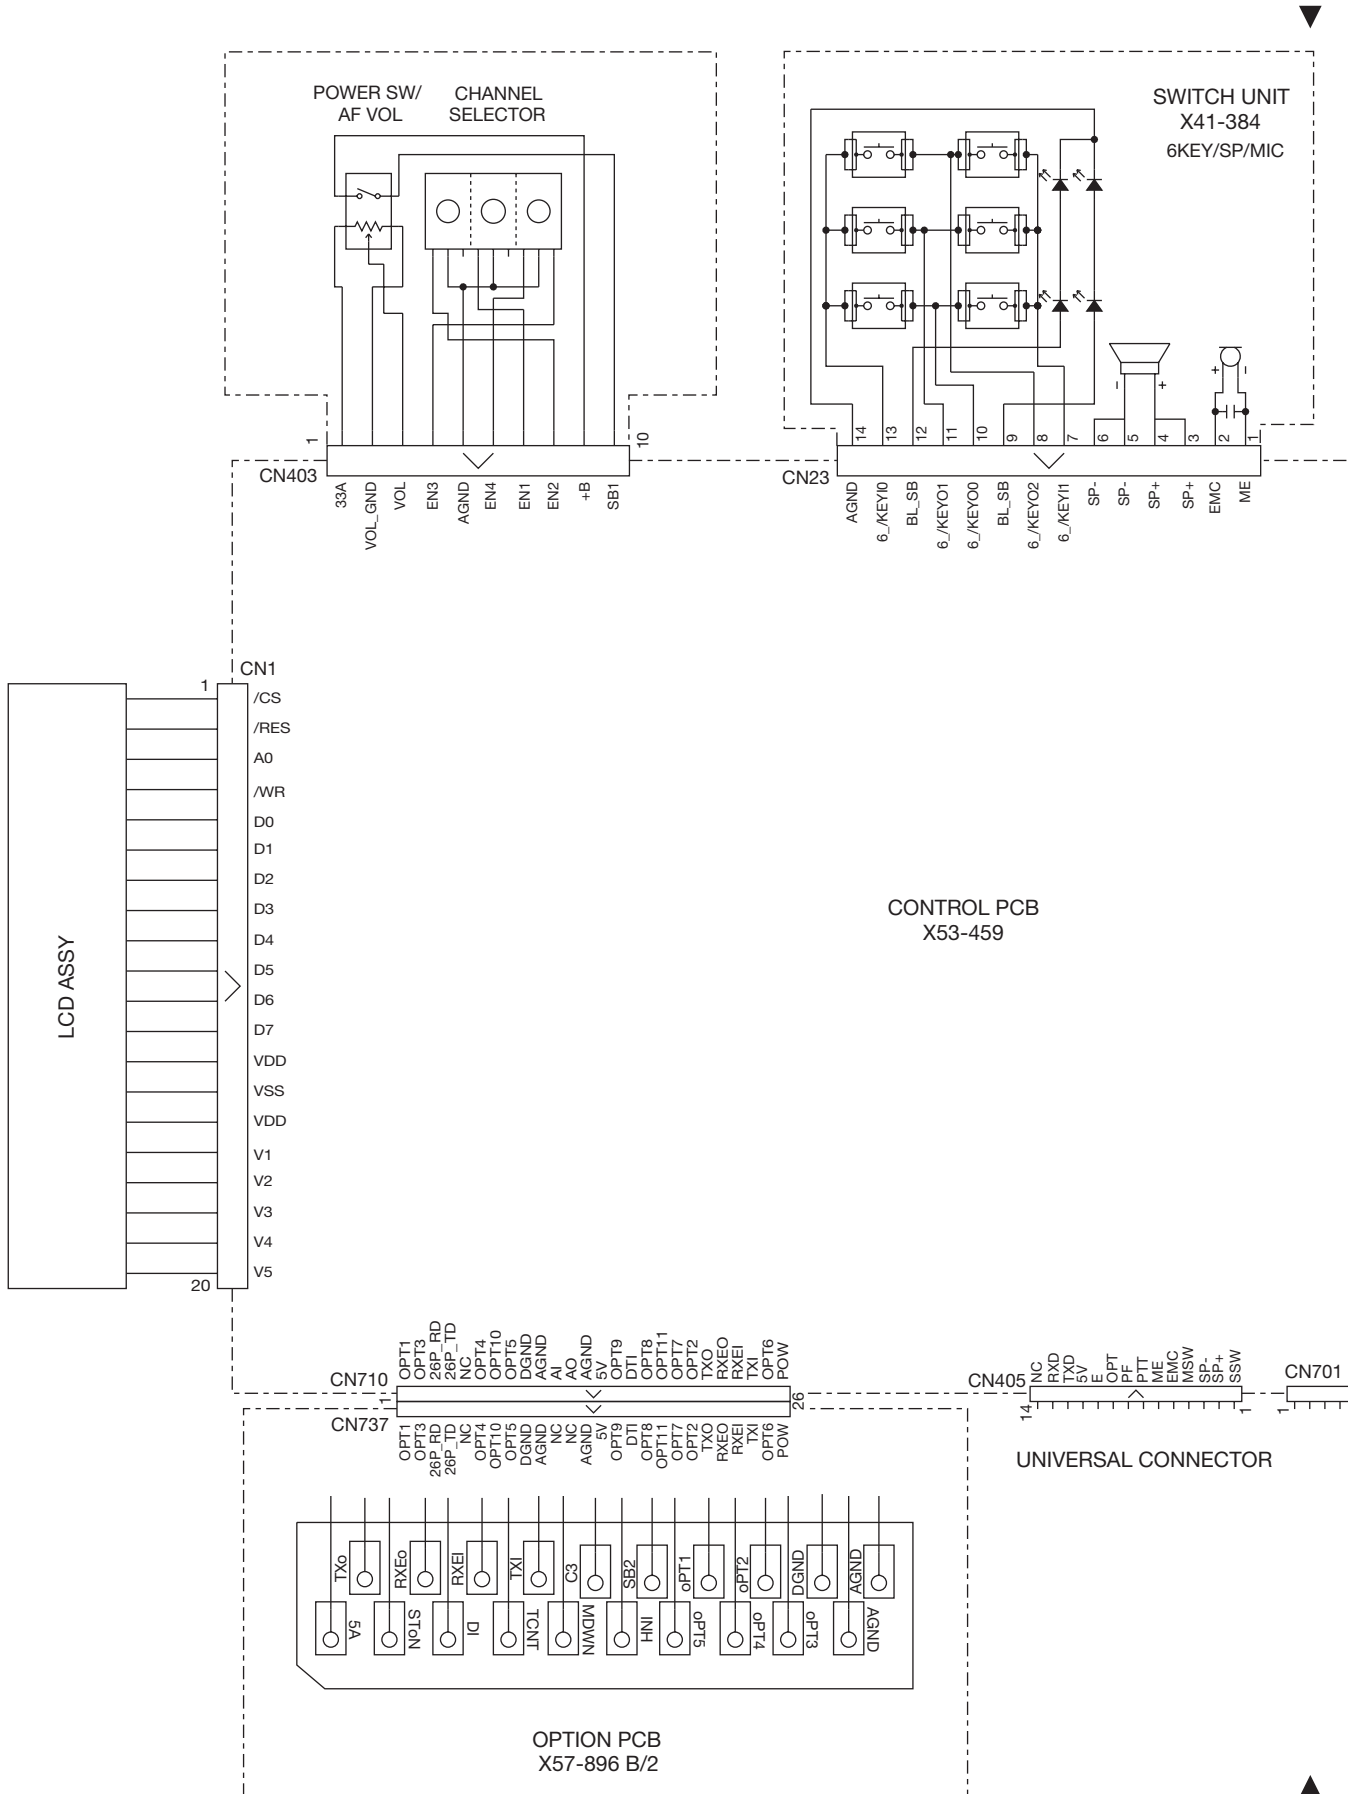 POWER SW/
AF VOL
CHANNEL
SELECTOR
SWITCH UNIT
X41-384
6KEY/SP/MIC
- +
+ -
1
10
14
13
12
11
10
9
8
7
6
5
4
3
2
1
CN403
CN23
33A
VOL_GND
VOL
EN3
AGND
EN4
EN1
EN2
+B
SB1
AGND
6_/KEYI0
BL_SB
6_/KEYO1
6_/KEYO0
BL_SB
6_/KEYO2
6_/KEYI1
SP-
SP-
SP+
SP+
EMC
ME
CN1
1
/CS
/RES
A0
/WR
D0
D1
D2
D3
D4
D5
D6
D7
VDD
VSS
VDD
V1
V2
V3
V4
V5
20
LCD ASSY
CONTROL PCB
X53-459
CN710
OPT1
OPT3
26P_RD
26P_TD
NC
OPT4
OPT10
OPT5
DGND
AGND
AI
AO
AGND
5V
OPT9
DTI
OPT8
OPT11
OPT7
OPT2
TXO
RXEO
RXEI
TXI
OPT6
POW
1
26
CN737
OPT1
OPT3
26P_RD
26P_TD
NC
OPT4
OPT10
OPT5
DGND
AGND
NC
NC
AGND
5V
OPT9
DTI
OPT8
OPT11
OPT7
OPT2
TXO
RXEO
RXEI
TXI
OPT6
POW
CN405
NC
RXD
TXD
5V
E
OPT
PF
PTT
ME
EMC
MSW
SP-
SP+
SSW
14
1
CN701
1
UNIVERSAL CONNECTOR
TXo
RXEo
RXEI
TXI
C3
SB2
oPT1
oPT2
DGND
AGND
5A
SToN
DI
TCNT
MDWN
INH
oPT5
oPT4
oPT3
AGND
OPTION PCB
X57-896 B/2